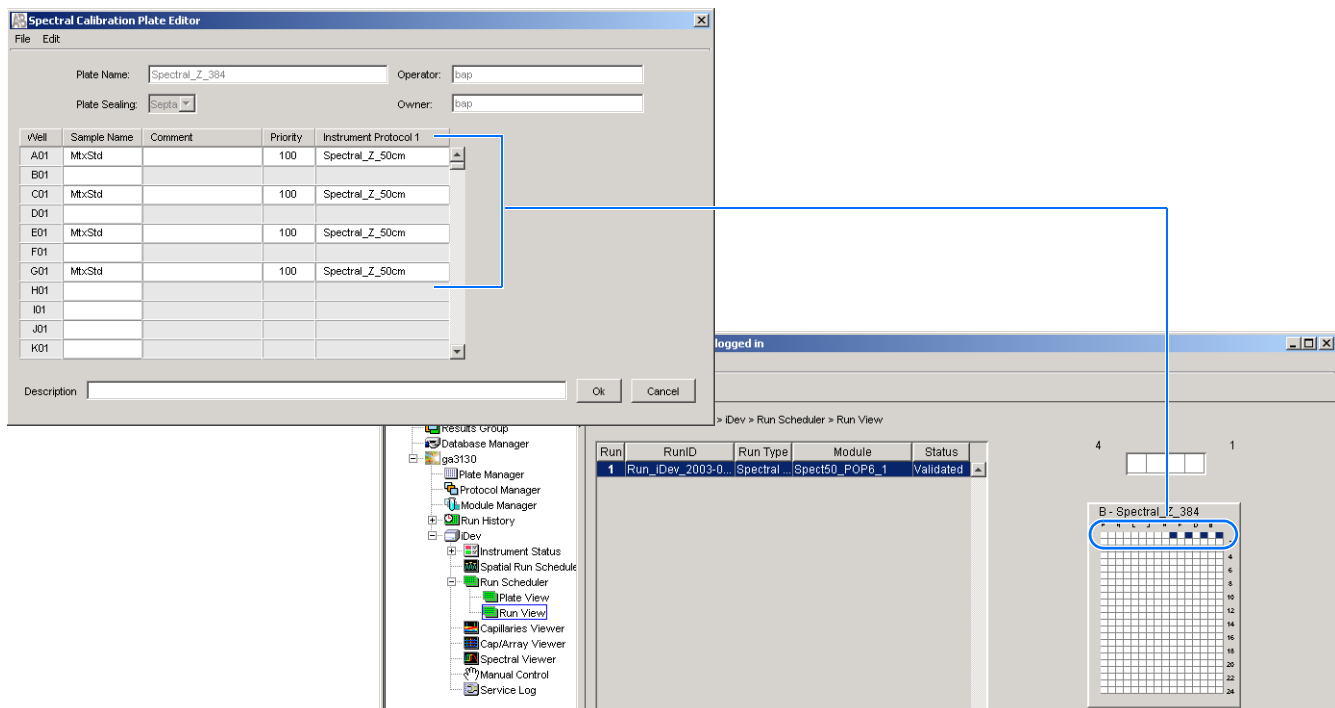 Spectral Calibration Plate Editor
File Edit
Plate Name: Spectral_Z_384 Operator: bap
Plate Sealing: Septa Owner: bap
Well Sample Name Comment Priority Instrument Protocol 1
A01 MtxStd 100 Spectral_Z_50cm
B01
C01 MtxStd 100 Spectral_Z_50cm
D01
E01 MtxStd 100 Spectral_Z_50cm
F01
G01 MtxStd 100 Spectral_Z_50cm
H01
I01
J01
K01
Description Ok Cancel
logged in
> iDev > Run Scheduler > Run View
Results Group
Database Manager
ga3130
Plate Manager
Protocol Manager
Module Manager
Run History
iDev
Instrument Status
Spatial Run Schedule
Run Scheduler
Plate View
Run View
Capillaries Viewer
Cap/Array Viewer
Spectral Viewer
Manual Control
Service Log
Run RunID Run Type Module Status
1 Run_iDev_2003-0... Spectral ... Spect50_POP6_1 Validated
4 1
B - Spectral_Z_384
4
6
8
10
12
14
16
18
20
22
24